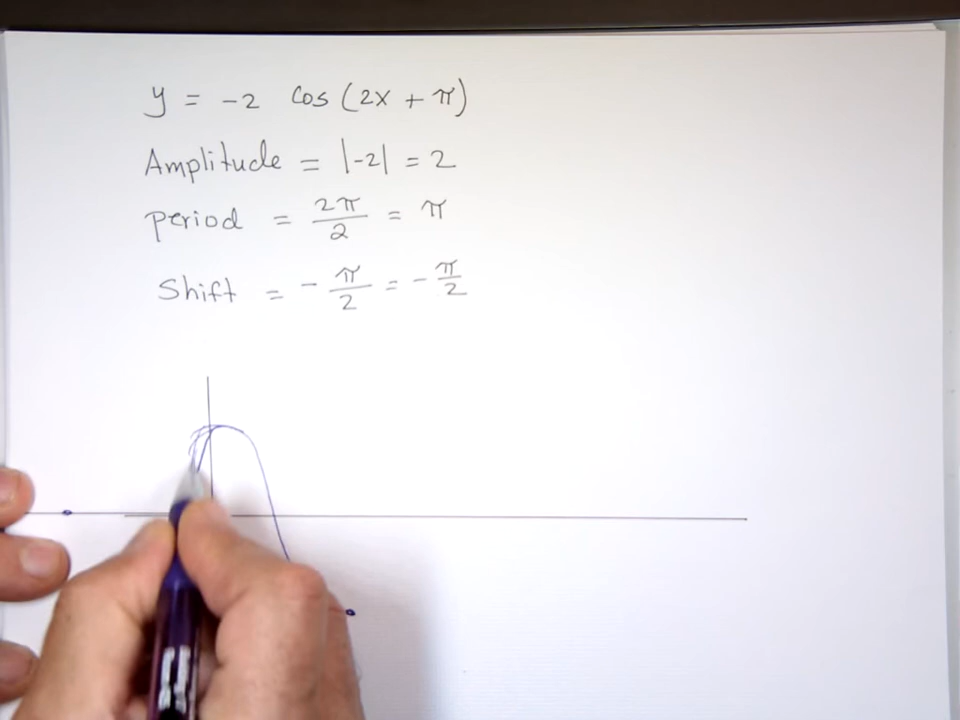 y = -2 cos (2x + π)
Amplitude = |-2| = 2
Period = 2π/2 = π
Shift = - π/2 = - π/2